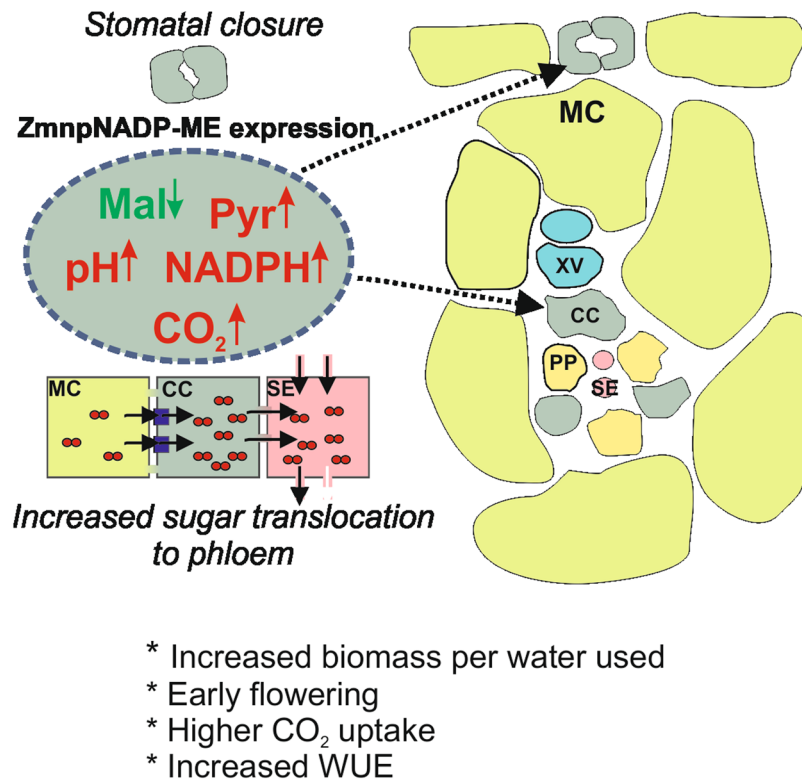 Stomatal closure
ZmnpNADP-ME expression
Mal↓ Pyr↑
pH↑ NADPH↑
CO₂↑
MC
XV
CC
PP
SE
MC CC SE
Increased sugar translocation
to phloem
* Increased biomass per water used
* Early flowering
* Higher CO₂ uptake
* Increased WUE